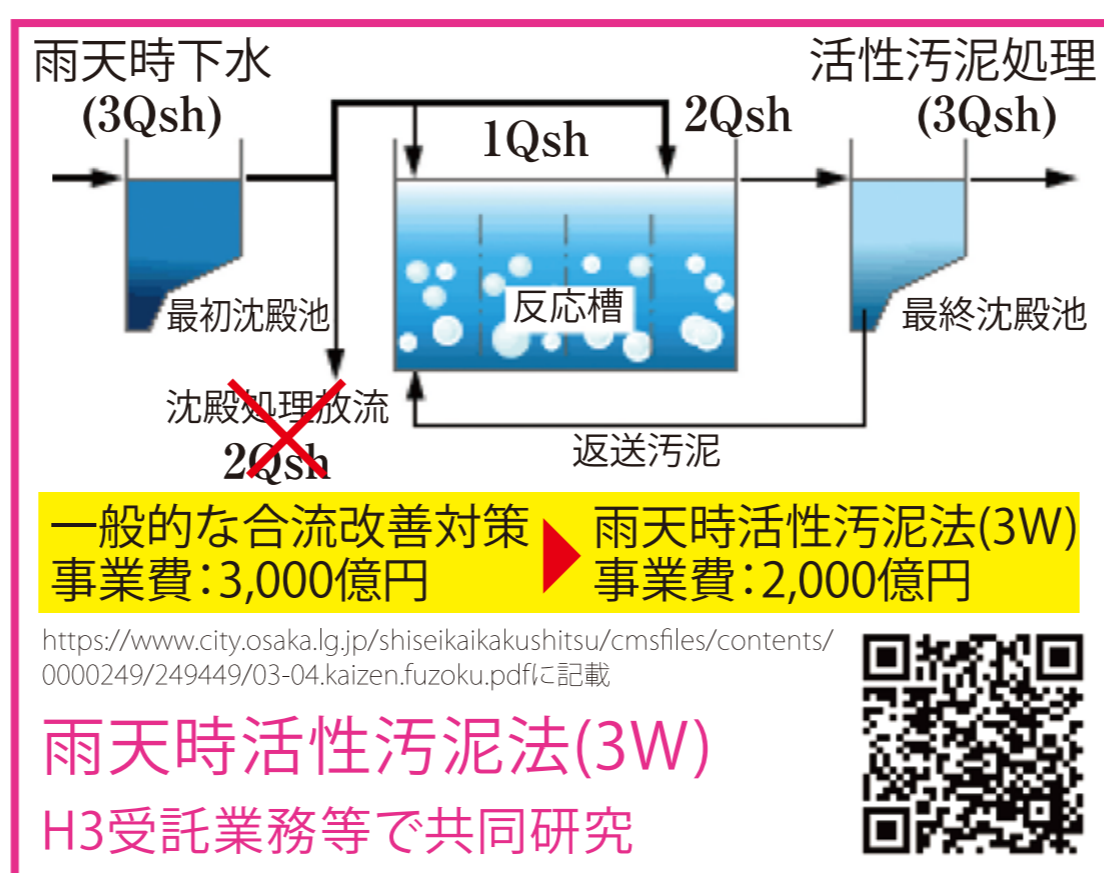 雨天時下水
(3Qsh)
活性汚泥処理
(3Qsh)
1Qsh
2Qsh
最初沈殿池
反応槽
最終沈殿池
沈殿処理放流
2Qsh
返送汚泥
一般的な合流改善対策
事業費：3,000億円
雨天時活性汚泥法(3W)
事業費：2,000億円
https://www.city.osaka.lg.jp/shiseikaikakushitsu/cmsfiles/contents/
0000249/249449/03-04.kaizen.fuzoku.pdfに記載
雨天時活性汚泥法(3W)
H3受託業務等で共同研究